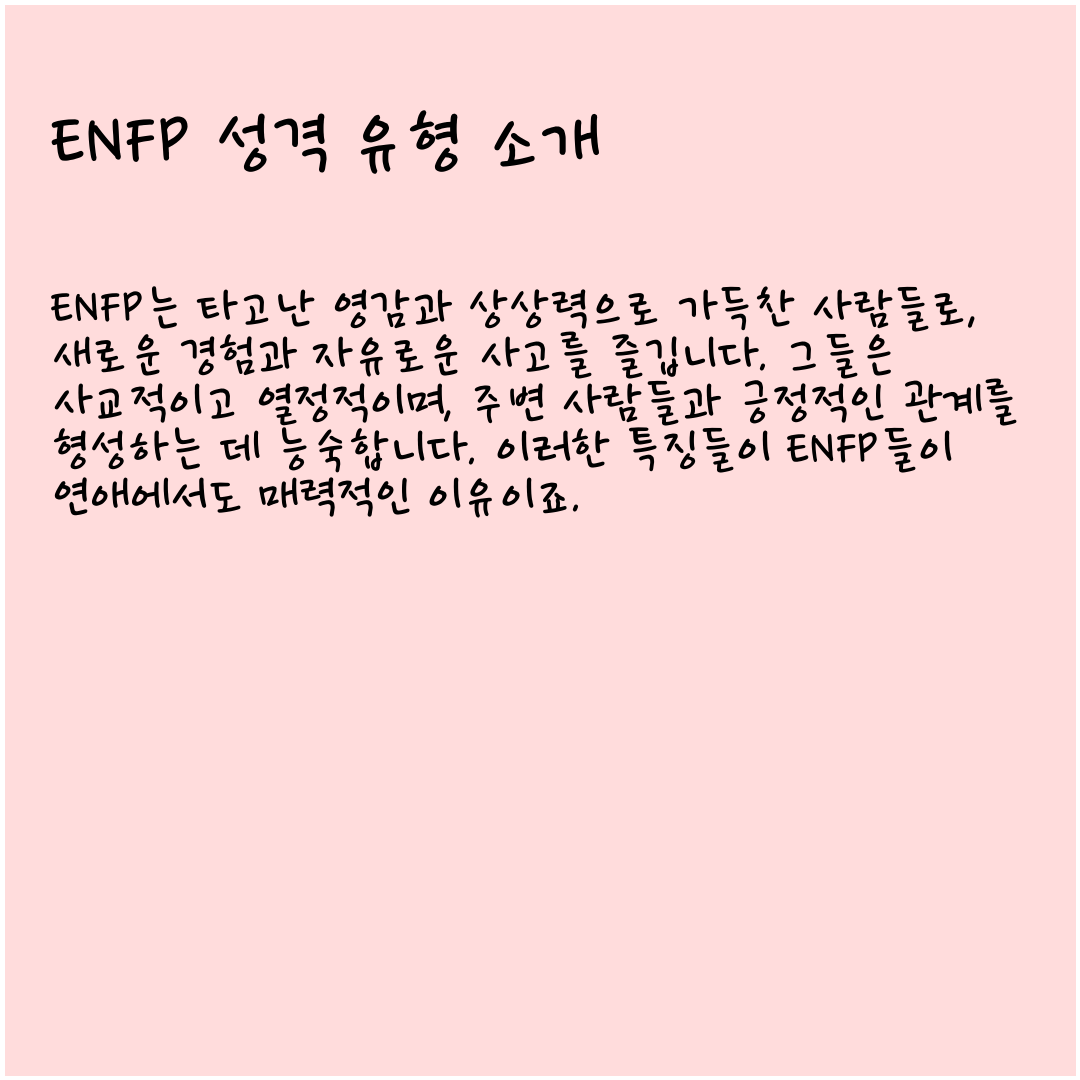 ENFP 성격 유형 소개
ENFP는 타고난 영감과 상상력으로 가득찬 사람들로,
새로운 경험과 자유로운 사고를 즐깁니다. 그들은
사교적이고 열정적이며, 주변 사람들과 긍정적인 관계를
형성하는 데 능숙합니다. 이러한 특징들이 ENFP들이
연애에서도 매력적인 이유이죠.